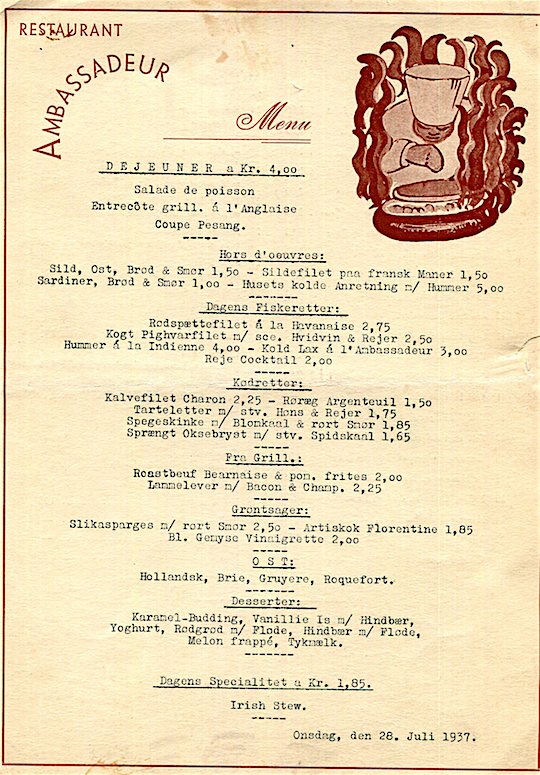 RESTAURANT
AMBASSADEUR
Menu
DEJEUNER a Kr. 4,oo
Salade de poisson
Entrecôte grill. á l'Anglaise
Coupe Pesang.
Hors d'oeuvres:
Sild, Ost, Brød & Smør 1,5o - Sildefilet paa fransk Maner 1,5o
Sardiner, Brød & Smør 1,oo - Husets kolde Anretning m/ Hummer 5,oo
Dagens Fiskeretter:
Rødspættefilet á la Havanaise 2,75
Kogt Pighvarfilet m/ sce. Hvidvin & Rejer 2,5o
Hummer á la Indienne 4,oo - Kold Lax á l'Ambassadeur 3,oo
Reje Cocktail 2,oo
Kødretter:
Kalvefilet Charon 2,25 - Røræg Argenteuil 1,5o
Tarteletter m/ stv. Høns & Rejer 1,75
Spegeskinke m/ Blomkaal & rørt Smør 1,85
Sprængt Oksebryst m/ stv. Spidskaal 1,65
Fra Grill.:
Roastbeuf Bearnaise & pom. frites 2,oo
Lammelever m/ Bacon & Champ. 2,25
Grøntsager:
Slikasparges m/ rørt Smør 2,5o - Artiskok Florentine 1,85
Bl. Gemyse Vinaigrette 2,oo
O S T:
Hollandsk, Brie, Gruyere, Roquefort.
Desserter:
Karamel-Budding, Vanillie Is m/ Hindbær,
Yoghurt, Rødgrød m/ Fløde, Hindbær m/ Fløde,
Melon frappé, Tykmælk.
Dagens Specialitet a Kr. 1,85.
Irish Stew.
Onsdag, den 28. Juli 1937.